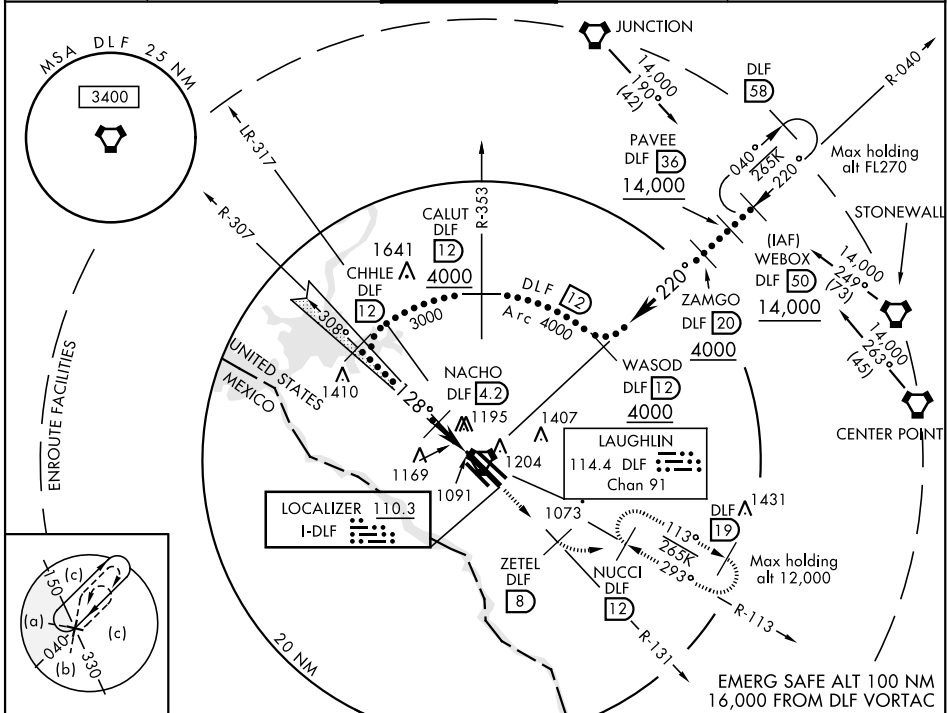 MSA DLF 25 NM
3400
JUNCTION
14,000
190°
(42)
DLF
58
R-040
PAVEE
DLF 36
14,000
040°
265K
220°
Max holding
alt FL270
LR-317
R-307
R-353
CALUT
DLF
12
4000
1641
CHHLE
DLF
12
3000
DLF 12
Arc 4000
220°
ZAMGO
DLF 20
4000
(IAF)
WEBOX
DLF 50
14,000
STONEWALL
14,000
249°
(73)
14,000
263°
(45)
CENTER POINT
308°
128°
UNITED STATES
MEXICO
1410
NACHO
DLF 4.2
1195
WASOD
DLF 12
4000
1407
1204
1169
1091
LAUGHLIN
114.4 DLF
Chan 91
LOCALIZER 110.3
I-DLF
1073
DLF
19
1431
113°
265K
293°
Max holding
alt 12,000
ZETEL
DLF
8
NUCCI
DLF
12
R-113
R-131
ENROUTE FACILITIES
20 NM
150
(c)
(a)
(c)
040
(b)
330
EMERG SAFE ALT 100 NM
16,000 FROM DLF VORTAC